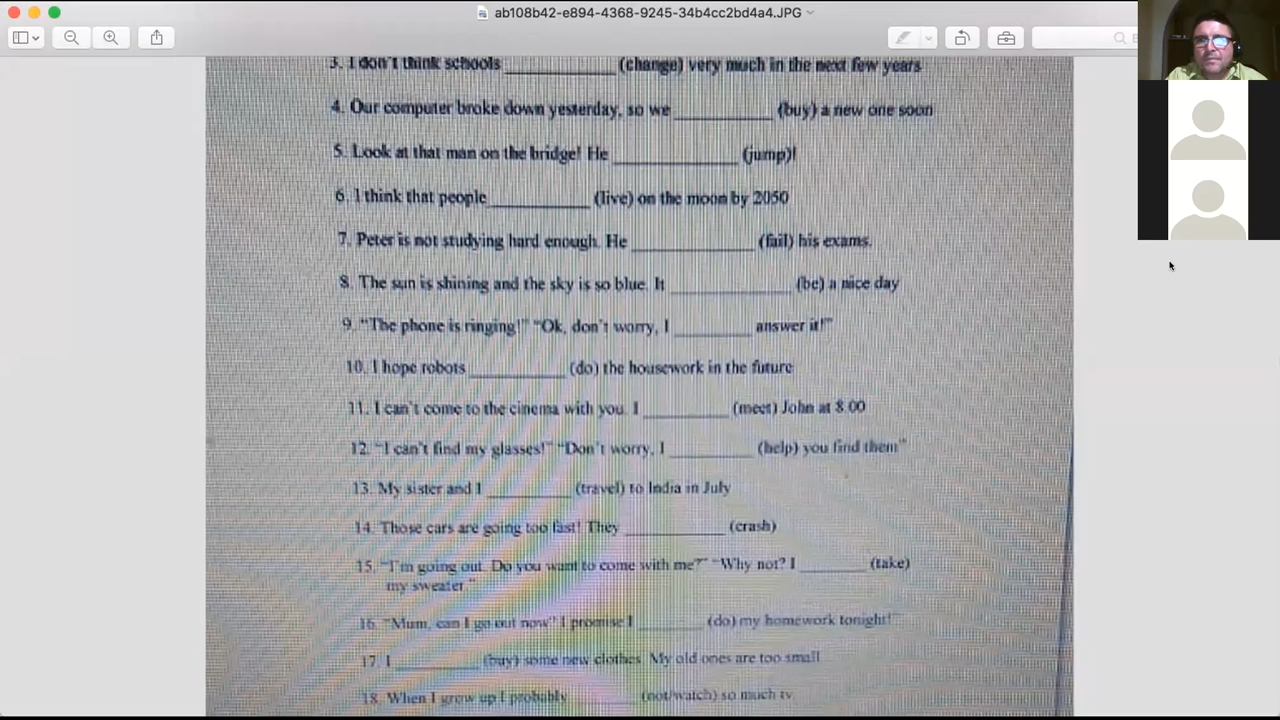 ab108b42-e894-4368-9245-34b4cc2bd4a4.JPG
3. I don't think schools __________ (change) very much in the next few years
4. Our computer broke down yesterday, so we __________ (buy) a new one soon
5. Look at that man on the bridge! He __________ (jump)!
6. I think that people __________ (live) on the moon by 2050
7. Peter is not studying hard enough. He __________ (fail) his exams.
8. The sun is shining and the sky is so blue. It __________ (be) a nice day
9. "The phone is ringing!" "Ok, don't worry, I ________ answer it!"
10. I hope robots __________ (do) the housework in the future
11. I can't come to the cinema with you. I _________ (meet) John at 8.00
12. "I can't find my glasses!" "Don't worry, I _________ (help) you find them"
13. My sister and I _________ (travel) to India in July
14. Those cars are going too fast! They __________ (crash)
15. "I'm going out. Do you want to come with me?" "Why not? I _______ (take)
my sweater."
16. "Mum, can I go out now? I promise I _______ (do) my homework tonight!"
17. I _________ (buy) some new clothes. My old ones are too small
18. When I grow up I probably _______ (not/watch) so much tv